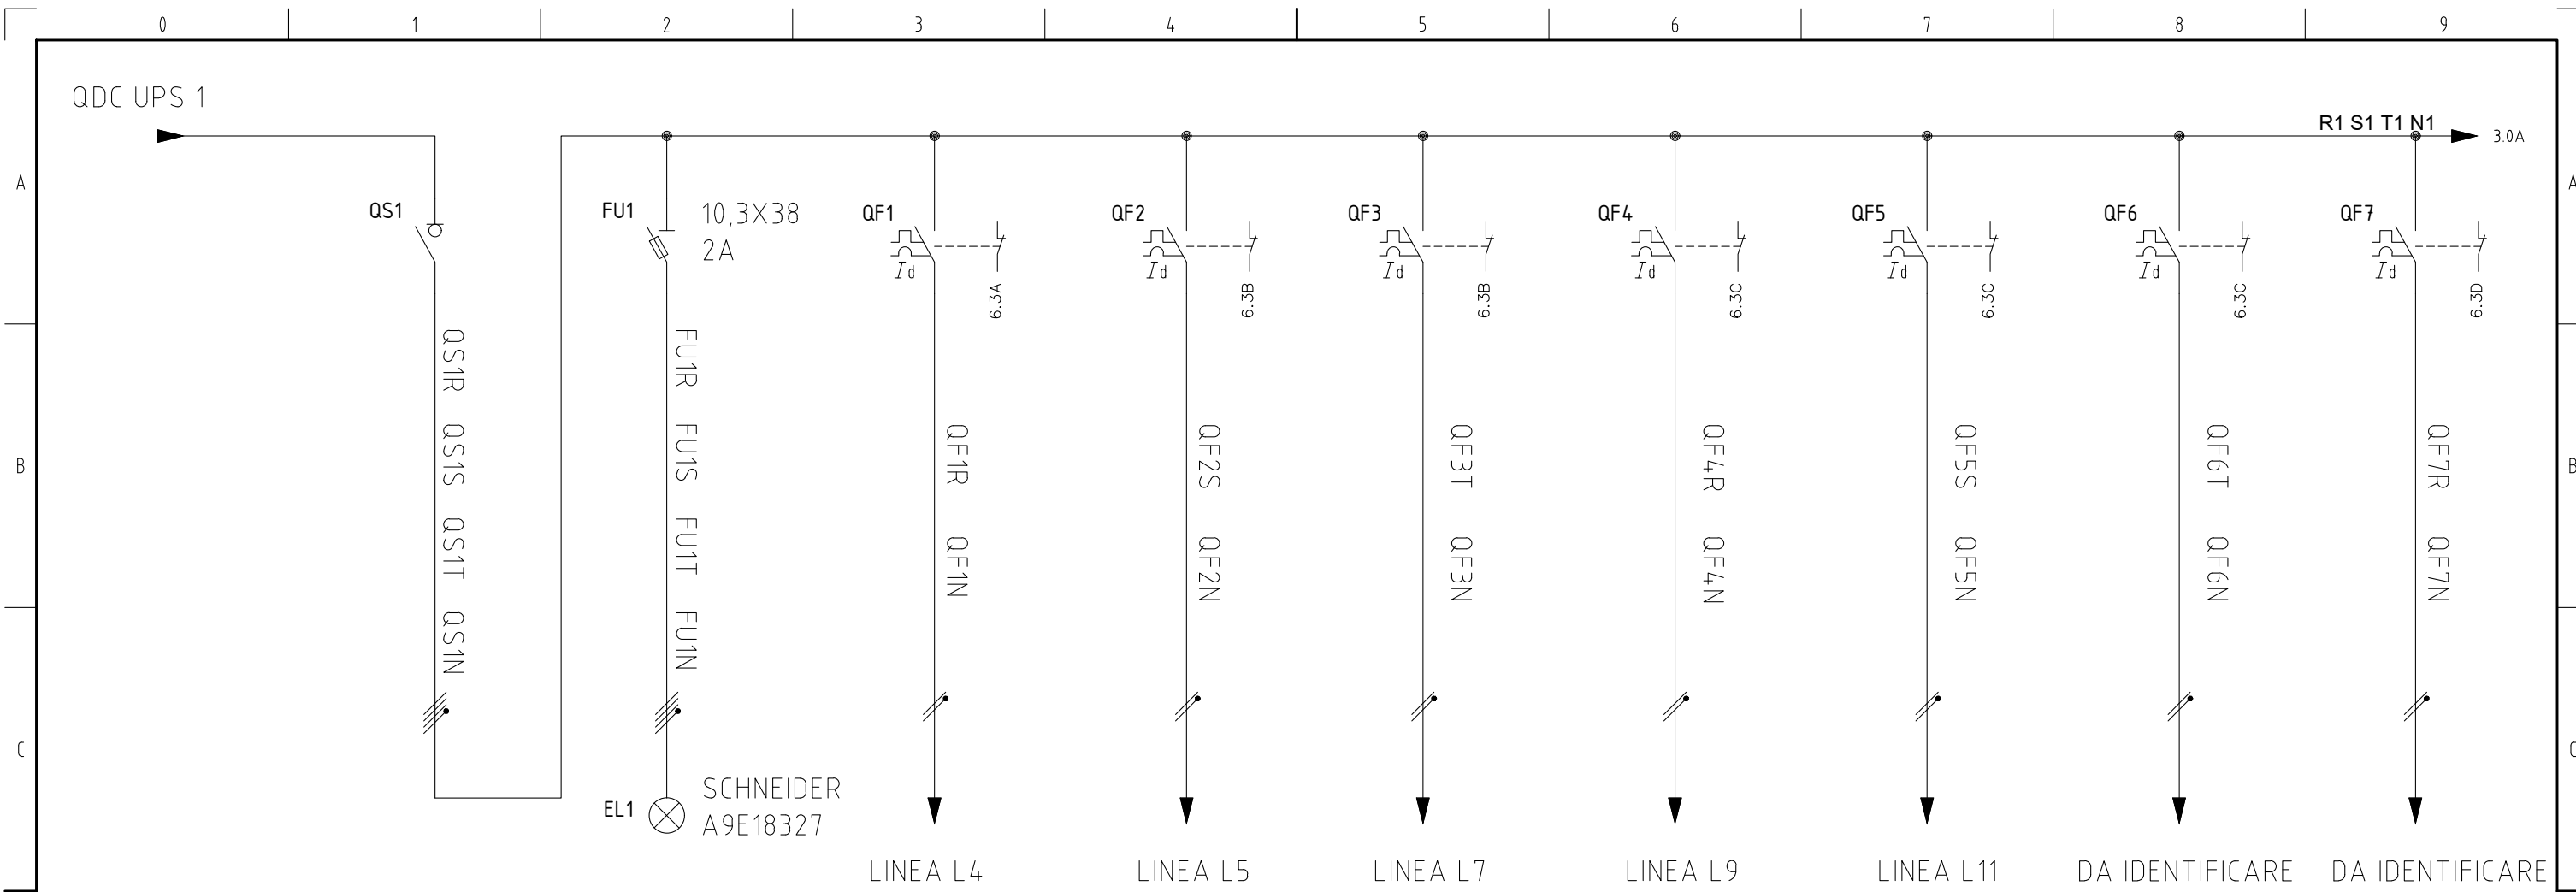 0 1 2 3 4 5 6 7 8 9
QDC UPS 1
R1 S1 T1 N1
3.0A
A A
QS1 FU1 10,3X38 QF1 QF2 QF3 QF4 QF5 QF6 QF7
2A
Id Id Id Id Id Id Id
6.3A 6.3B 6.3B 6.3C 6.3C 6.3C 6.3D
QS1R QS1S QS1T QS1N
FU1R FU1S FU1T FU1N
QF1R QF1N
QF2S QF2N
QF3T QF3N
QF4R QF4N
QF5S QF5N
QF6T QF6N
QF7R QF7N
B B
C C
EL1 SCHNEIDER
A9E18327
LINEA L4 LINEA L5 LINEA L7 LINEA L9 LINEA L11 DA IDENTIFICARE DA IDENTIFICARE